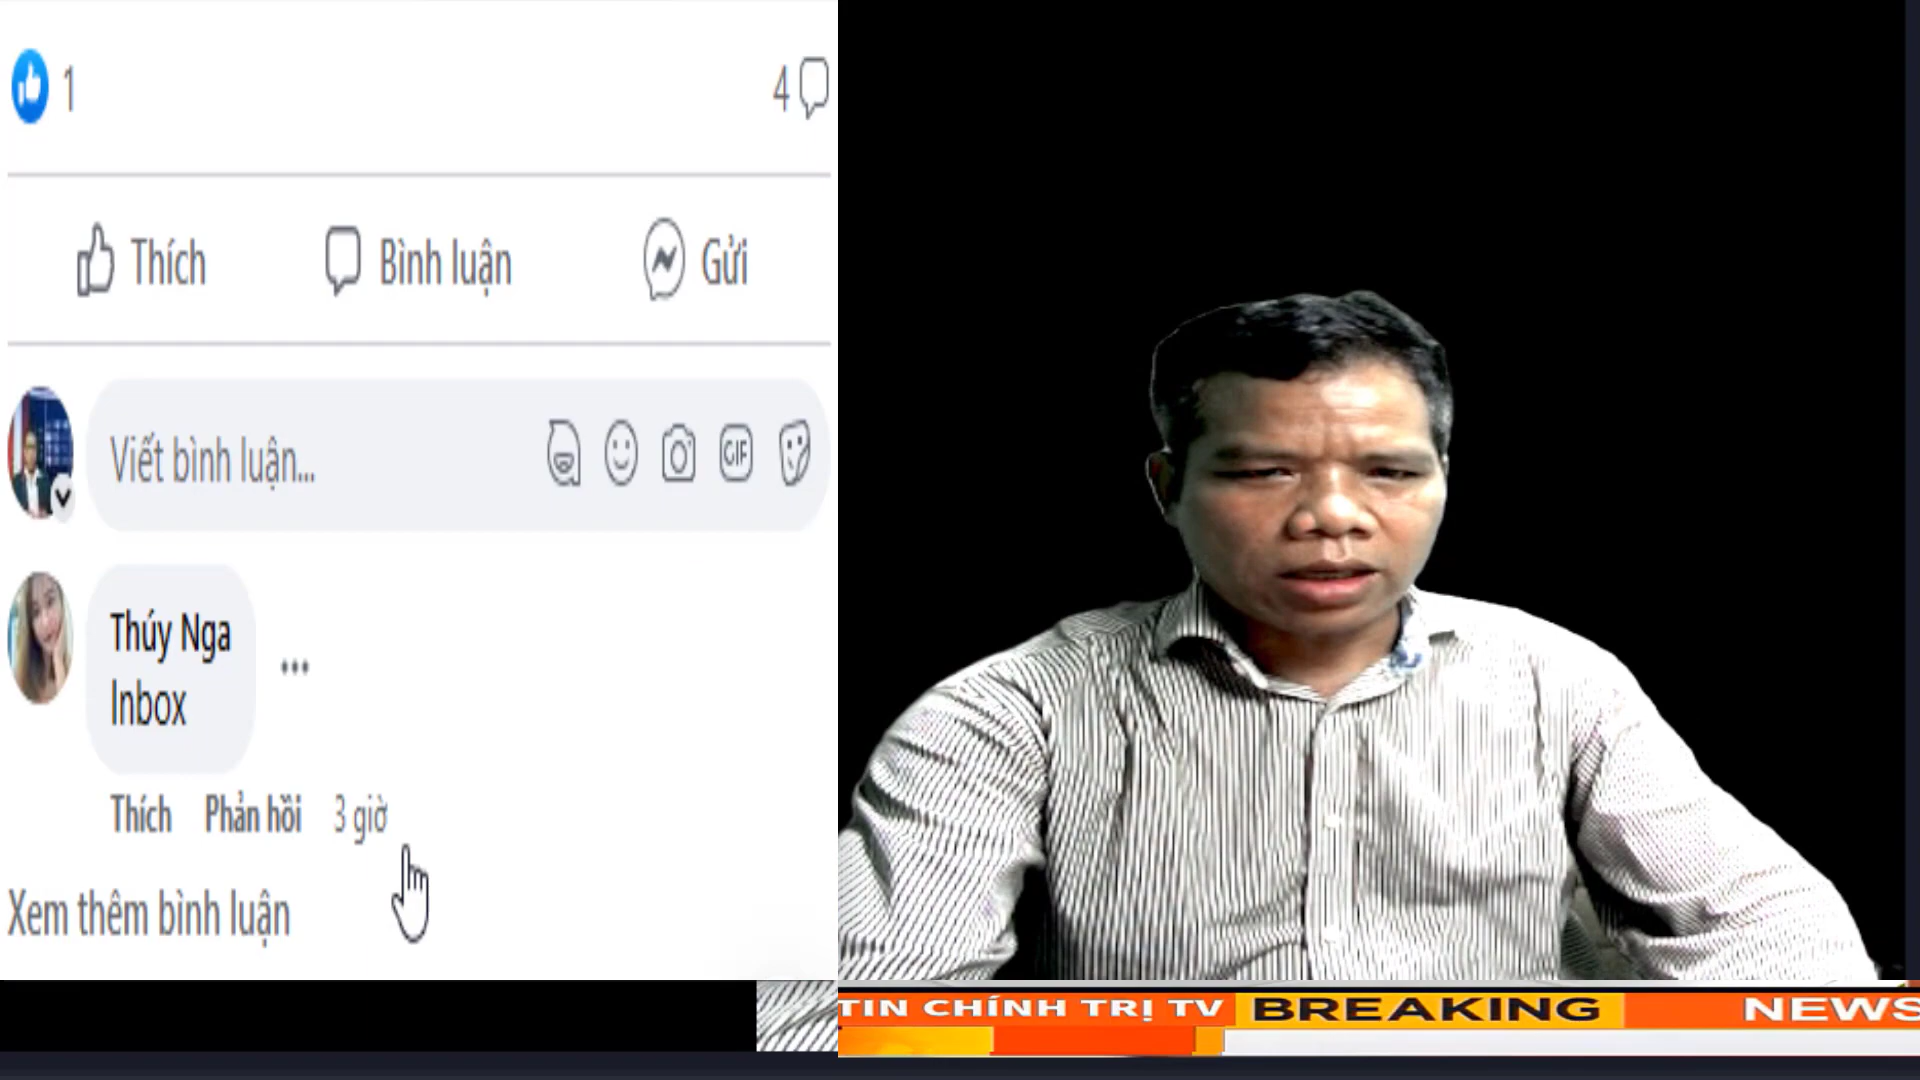 1
4
Thích
Bình luận
Gửi
Viết bình luận...
GIF
Thúy Nga
Inbox
Thích Phản hồi 3 giờ
Xem thêm bình luận
TIN CHÍNH TRỊ TV BREAKING NEWS